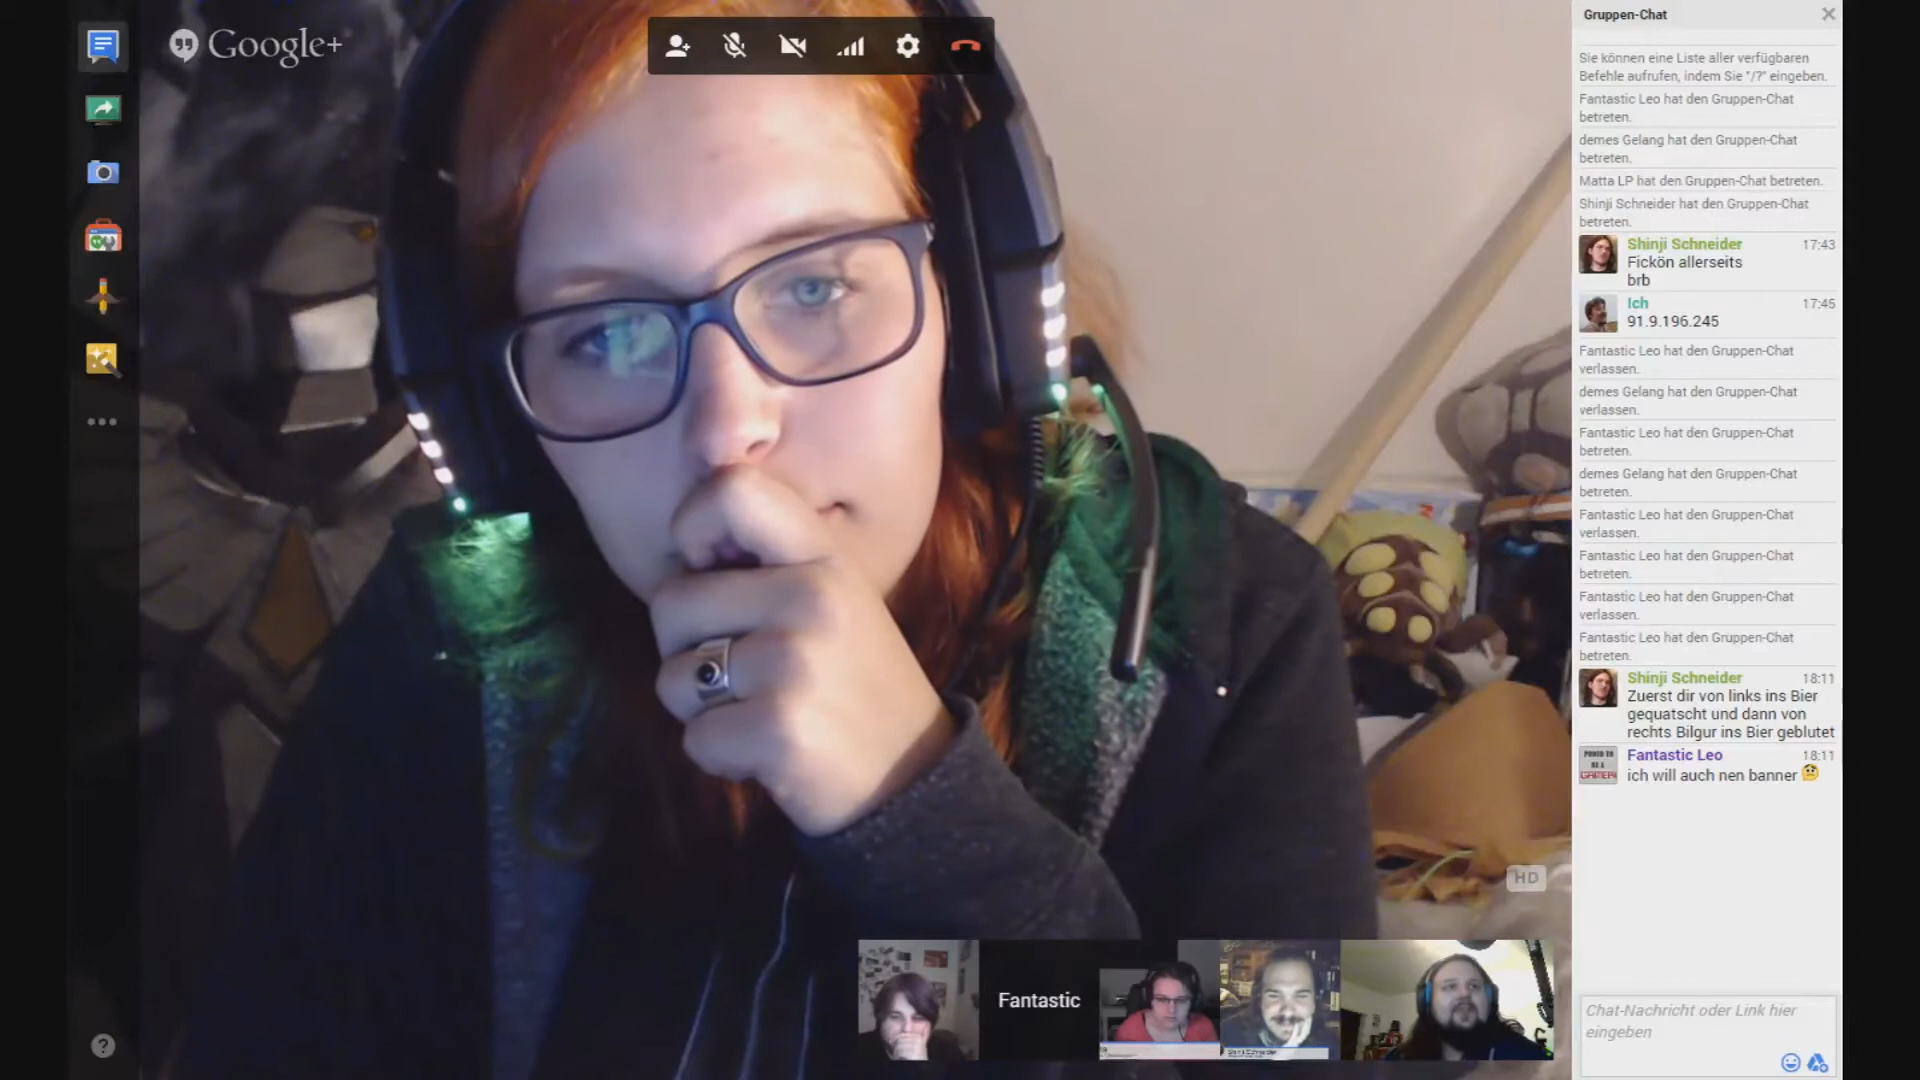 Google+
Gruppen-Chat
Sie können eine Liste aller verfügbaren
Befehle aufrufen, indem Sie "/?" eingeben.
Fantastic Leo hat den Gruppen-Chat
betreten.
demes Gelang hat den Gruppen-Chat
betreten.
Matta LP hat den Gruppen-Chat betreten.
Shinji Schneider hat den Gruppen-Chat
betreten.
Shinji Schneider 17:43
Fickön allerseits
brb
Ich 17:45
91.9.196.245
Fantastic Leo hat den Gruppen-Chat
verlassen.
demes Gelang hat den Gruppen-Chat
verlassen.
Fantastic Leo hat den Gruppen-Chat
betreten.
demes Gelang hat den Gruppen-Chat
betreten.
Fantastic Leo hat den Gruppen-Chat
verlassen.
Fantastic Leo hat den Gruppen-Chat
betreten.
Fantastic Leo hat den Gruppen-Chat
verlassen.
Fantastic Leo hat den Gruppen-Chat
betreten.
Shinji Schneider 18:11
Zuerst dir von links ins Bier
gequatscht und dann von
rechts Bilgur ins Bier geblutet
Fantastic Leo 18:11
ich will auch nen banner
HD
Fantastic
Chat-Nachricht oder Link hier
eingeben